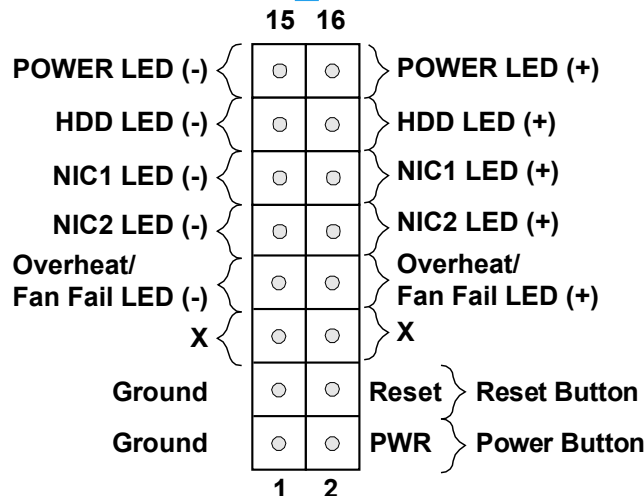 15 16
POWER LED (-) POWER LED (+)
HDD LED (-) HDD LED (+)
NIC1 LED (-) NIC1 LED (+)
NIC2 LED (-) NIC2 LED (+)
Overheat/ Overheat/
Fan Fail LED (-) Fan Fail LED (+)
X X
Ground Reset Reset Button
Ground PWR Power Button
1 2